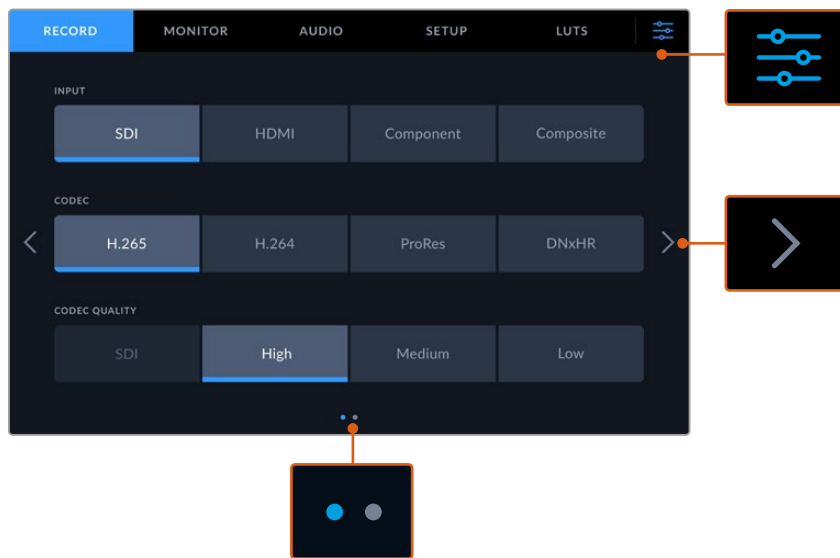 RECORD MONITOR AUDIO SETUP LUTS
INPUT
SDI HDMI Component Composite
CODEC
H.265 H.264 ProRes DNxHR
CODEC QUALITY
SDI High Medium Low